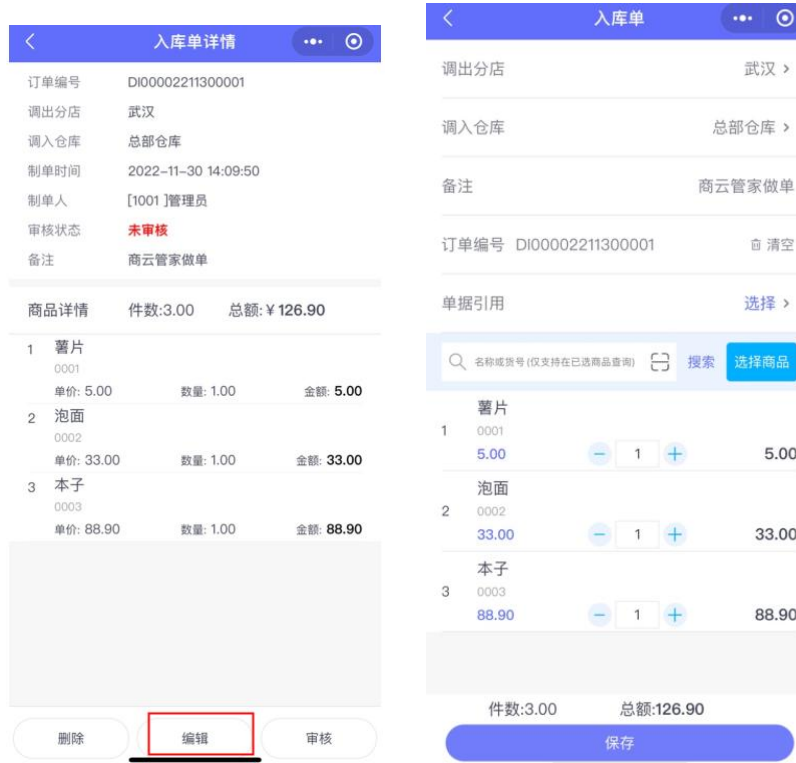 入库单详情
订单编号 DI00002211300001
调出分店 武汉
调入仓库 总部仓库
制单时间 2022-11-30 14:09:50
制单人 [1001 ]管理员
审核状态 未审核
备注 商云管家做单
商品详情 件数:3.00 总额:¥126.90
1 薯片
0001
单价: 5.00 数量: 1.00 金额: 5.00
2 泡面
0002
单价: 33.00 数量: 1.00 金额: 33.00
3 本子
0003
单价: 88.90 数量: 1.00 金额: 88.90
删除 编辑 审核
入库单
调出分店 武汉 >
调入仓库 总部仓库 >
备注 商云管家做单
订单编号 DI00002211300001 清空
单据引用 选择 >
名称或货号(仅支持在已选商品查询) 搜索 选择商品
薯片
1 0001
5.00 - 1 + 5.00
泡面
2 0002
33.00 - 1 + 33.00
本子
3 0003
88.90 - 1 + 88.90
件数:3.00 总额:126.90
保存